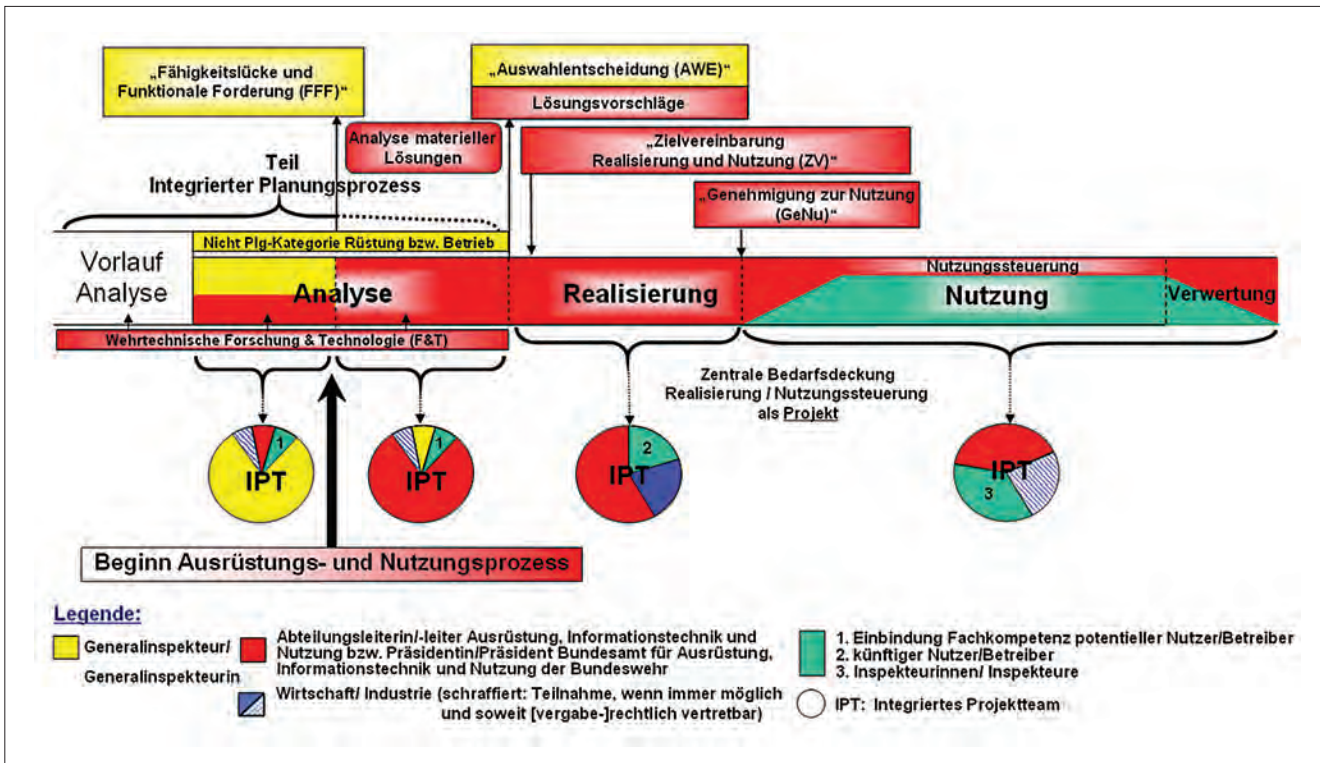 „Fähigkeitslücke und
Funktionale Forderung (FFF)“
„Auswahlentscheidung (AWE)“
Lösungsvorschläge
Analyse materieller
Lösungen
„Zielvereinbarung
Realisierung und Nutzung (ZV)“
Teil
Integrierter Planungsprozess
„Genehmigung zur Nutzung
(GeNu)“
Nicht Plg-Kategorie Rüstung bzw. Betrieb
Vorlauf
Analyse
Analyse
Realisierung
Nutzungssteuerung
Nutzung
Verwertung
Wehrtechnische Forschung & Technologie (F&T)
Zentrale Bedarfsdeckung
Realisierung / Nutzungssteuerung
als Projekt
1
IPT
1
IPT
2
IPT
IPT
3
Beginn Ausrüstungs- und Nutzungsprozess
Legende:
Generalinspekteur/
Generalinspekteurin
Abteilungsleiterin/-leiter Ausrüstung, Informationstechnik und
Nutzung bzw. Präsidentin/Präsident Bundesamt für Ausrüstung,
Informationstechnik und Nutzung der Bundeswehr
Wirtschaft/ Industrie (schraffiert: Teilnahme, wenn immer möglich
und soweit [vergabe-]rechtlich vertretbar)
1. Einbindung Fachkompetenz potentieller Nutzer/Betreiber
2. künftiger Nutzer/Betreiber
3. Inspekteurinnen/ Inspekteure
IPT: Integriertes Projektteam